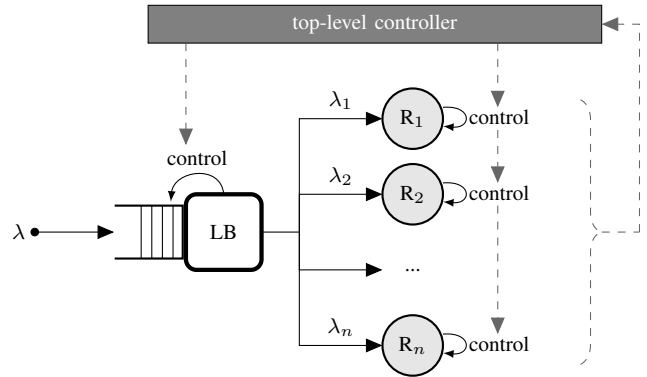 top-level controller
λ₁
R₁
control
control
λ₂
R₂
control
λ
LB
...
λₙ
Rₙ
control